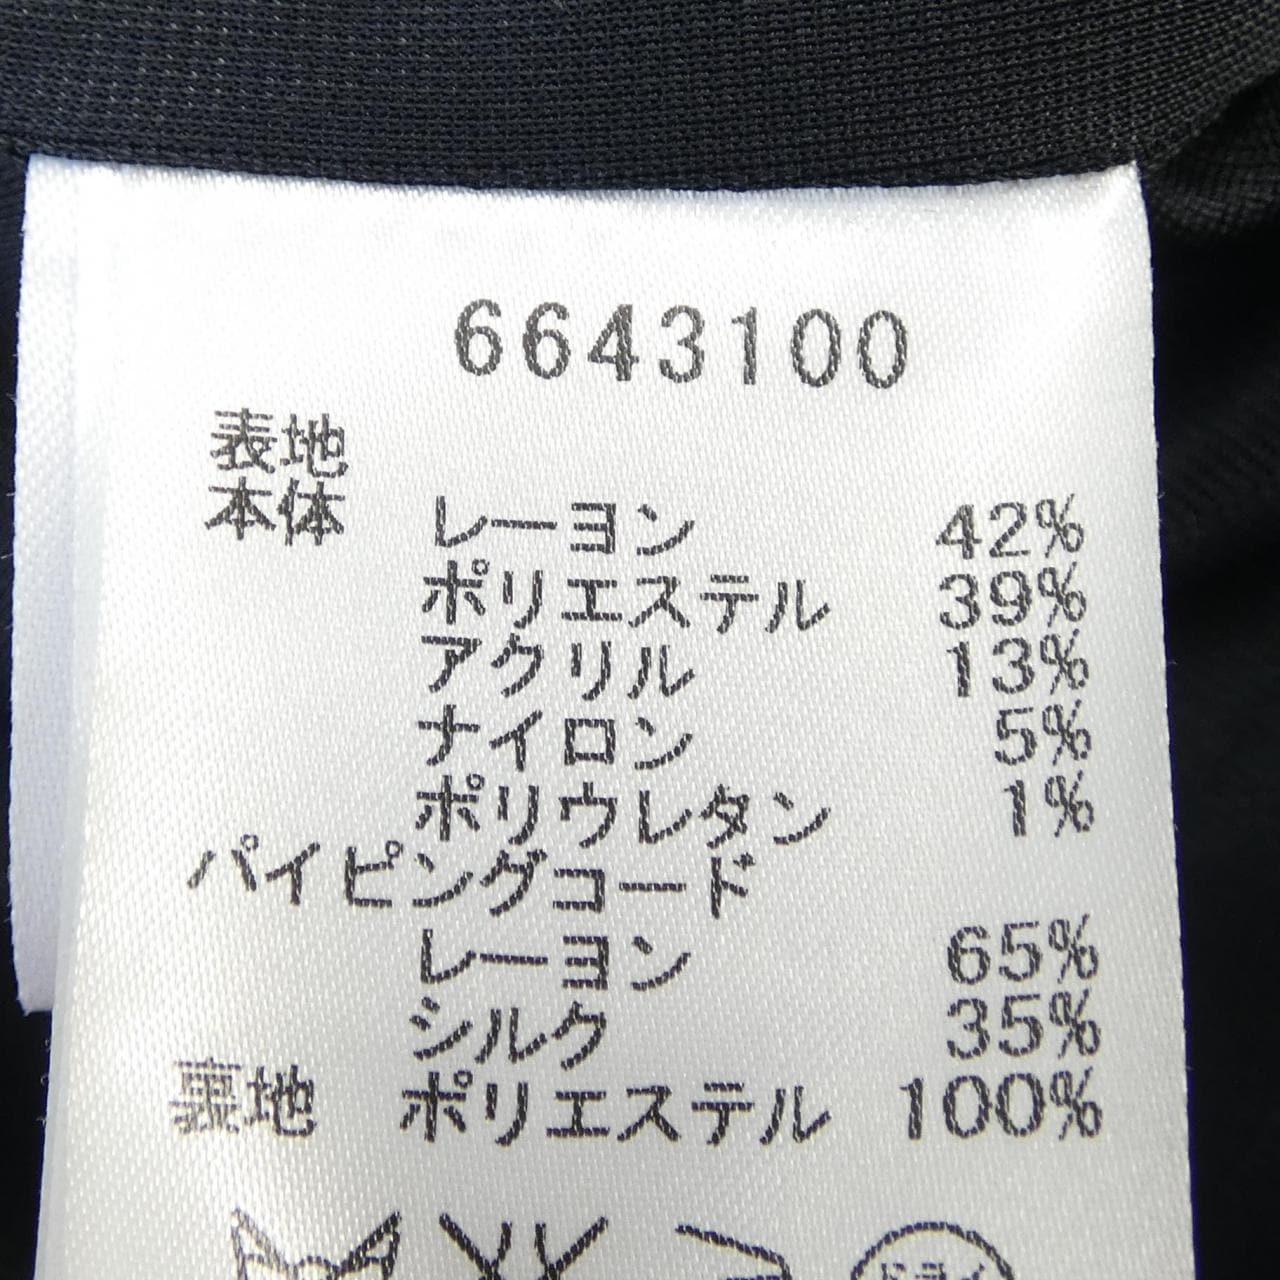 6643100
表地
本体 レーヨン 42%
ポリエステル 39%
アクリル 13%
ナイロン 5%
ポリウレタン 1%
パイピングコード
レーヨン 65%
シルク 35%
裏地 ポリエステル 100%